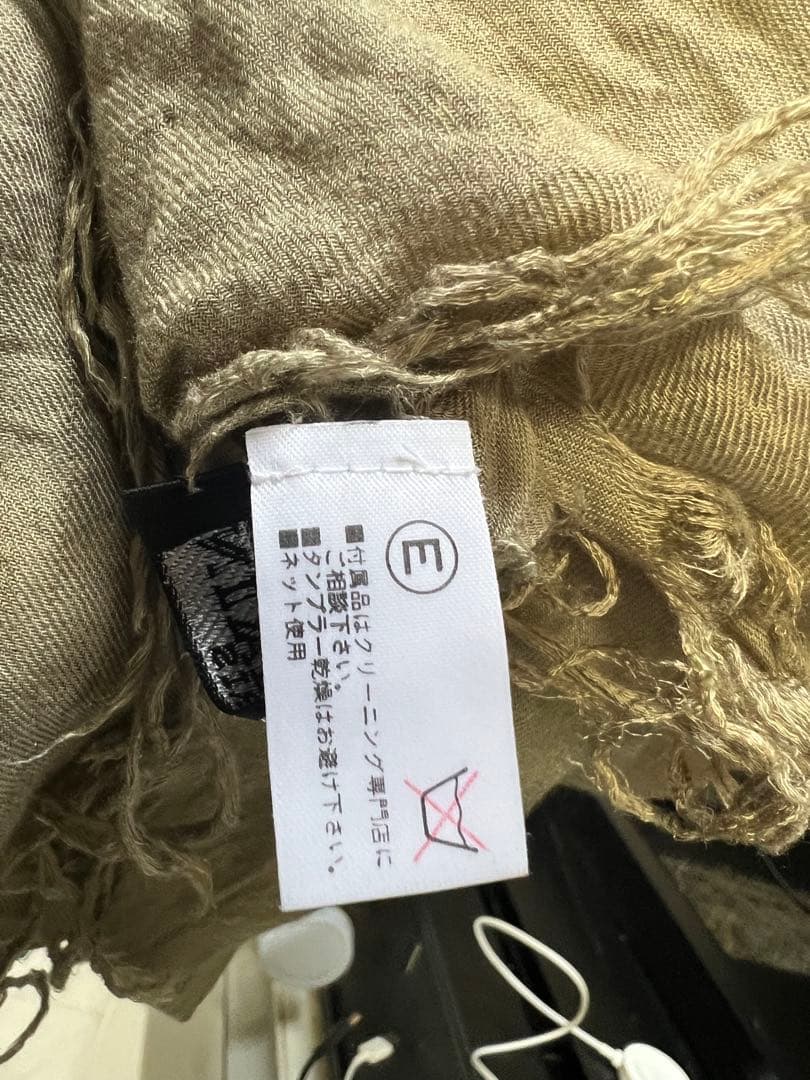 Ⓦ
■付属品はクリーニング専門店に
ご相談下さい。
■タンブラー乾燥はお避け下さい。
■ネット使用